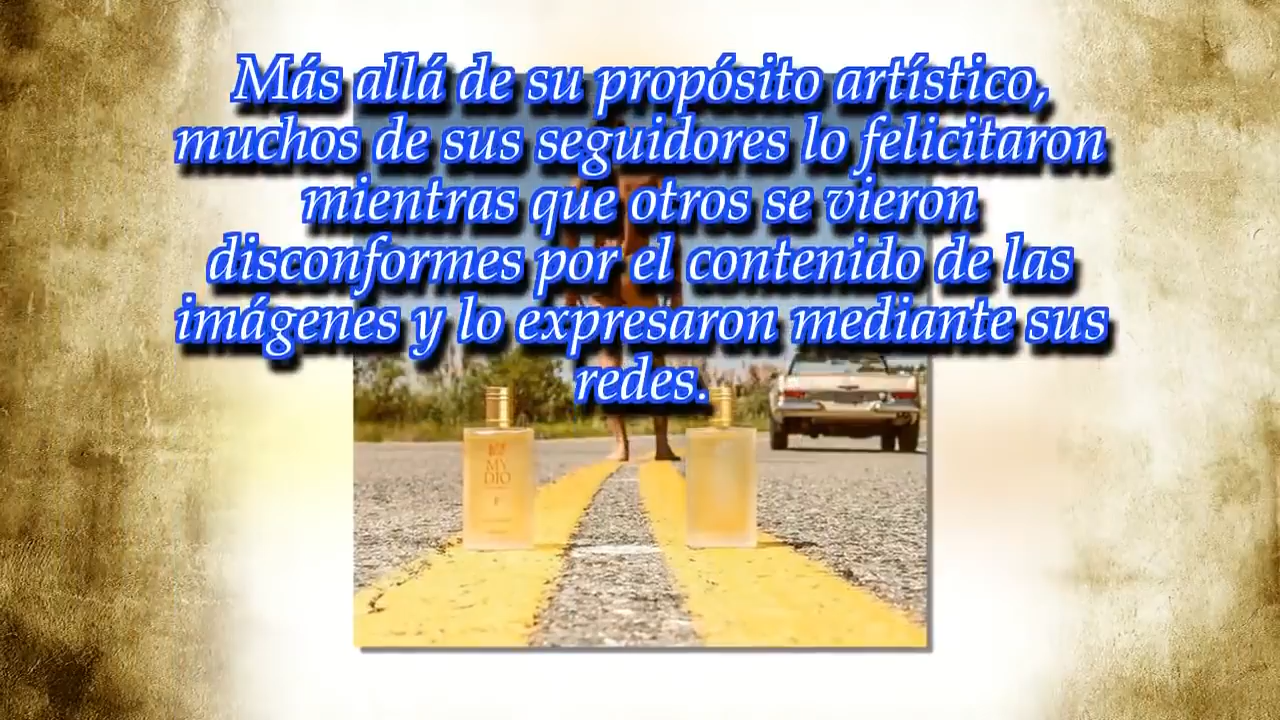 Más allá de su propósito artístico,
muchos de sus seguidores lo felicitaron
mientras que otros se vieron
disconformes por el contenido de las
imágenes y lo expresaron mediante sus
redes.
MY
DIO
F